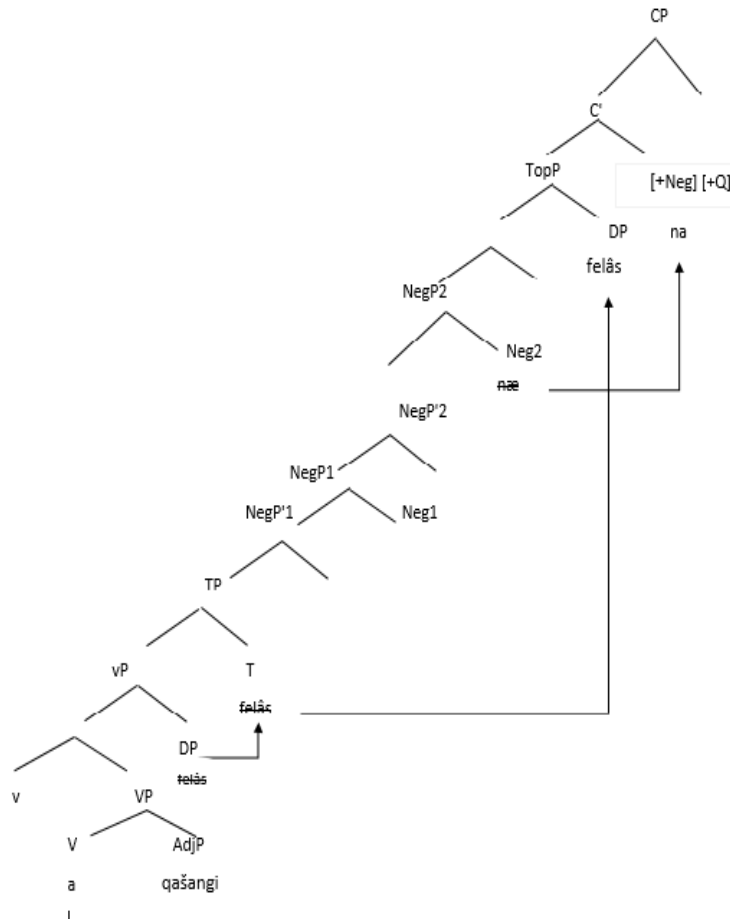 CP
C'
TopP [+Neg] [+Q]
DP na
felâs
NegP2
Neg2
næ
NegP'2
NegP1
NegP'1 Neg1
TP
vP T
felâs
DP
felâs
v VP
V AdjP
a qašangi
l